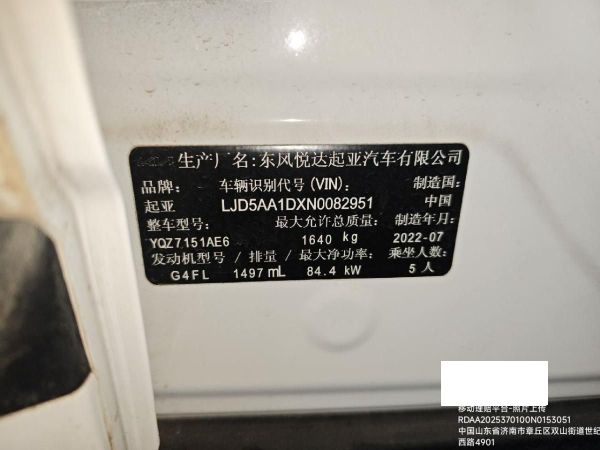 生产厂名:东风悦达起亚汽车有限公司
品牌: 车辆识别代号(VIN): 制造国:
起亚 LJD5AA1DXN0082951 中国
整车型号: 最大允许总质量: 制造年月:
YQZ7151AE6 1640 kg 2022-07
发动机型号/排量/最大净功率: 乘坐人数:
G4FL 1497 mL 84.4 kW 5人
移动理赔平台-照片上传
RDAA2025370100N0153051
中国山东省济南市章丘区双山街道世纪
西路4901